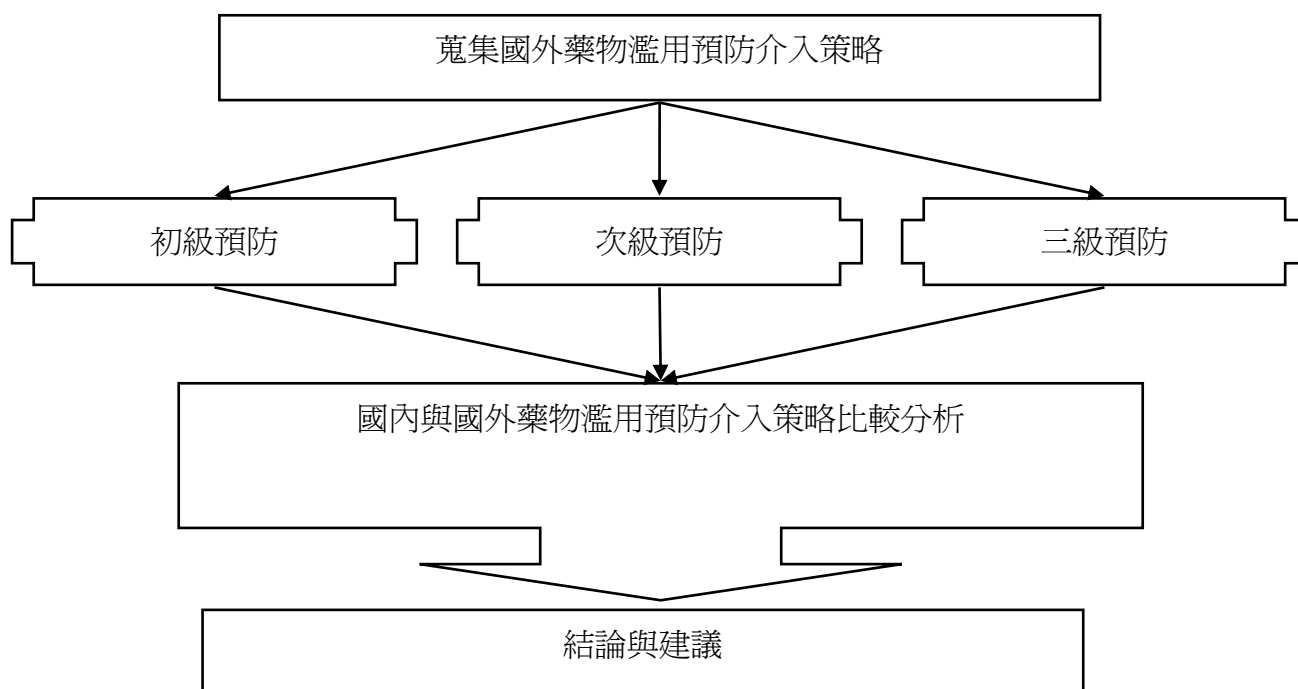 蒐集國外藥物濫用預防介入策略
初級預防
次級預防
三級預防
國內與國外藥物濫用預防介入策略比較分析
結論與建議